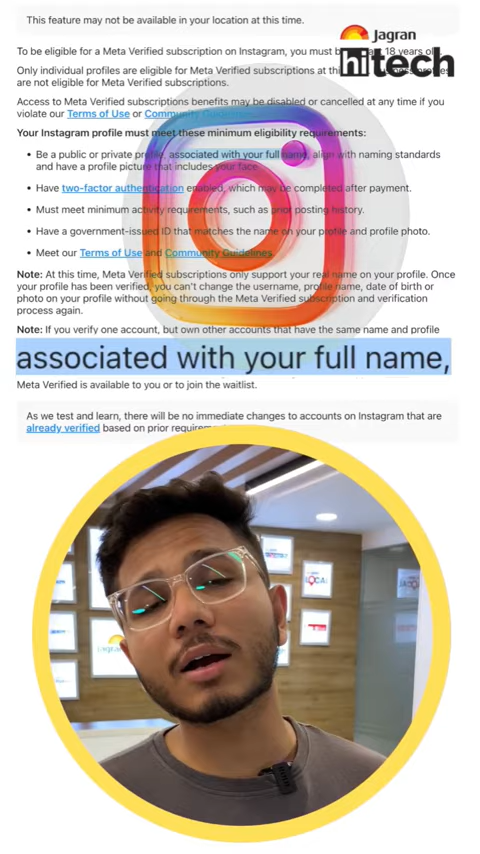 This feature may not be available in your location at this time.
Jagran
hitech
To be eligible for a Meta Verified subscription on Instagram, you must 18 years
Only individual profiles are eligible for Meta Verified subscriptions at
are not eligible for Meta Verified subscriptions.
Access to Meta Verified subscriptions benefits may be disabled or cancelled at any time if you
violate our Terms of Use or Community Guidelines.
Your Instagram profile must meet these minimum eligibility requirements:
• Be a public or private profile, associated with your full name, align with naming standards
and have a profile picture that includes your face.
• Have two-factor authentication enabled, which may be completed after payment.
• Must meet minimum activity requirements, such as prior posting history.
• Have a government-issued ID that matches the name on your profile and profile photo.
• Meet our Terms of Use and Community Guidelines.
Note: At this time, Meta Verified subscriptions only support your real name on your profile. Once
your profile has been verified, you can't change the username, profile name, date of birth or
photo on your profile without going through the Meta Verified subscription and verification
process again.
Note: If you verify one account, but own other accounts that have the same name and profile
associated with your full name,
Meta Verified is available to you or to join the waitlist.
As we test and learn, there will be no immediate changes to accounts on Instagram that are
already verified based on prior
LOCAL